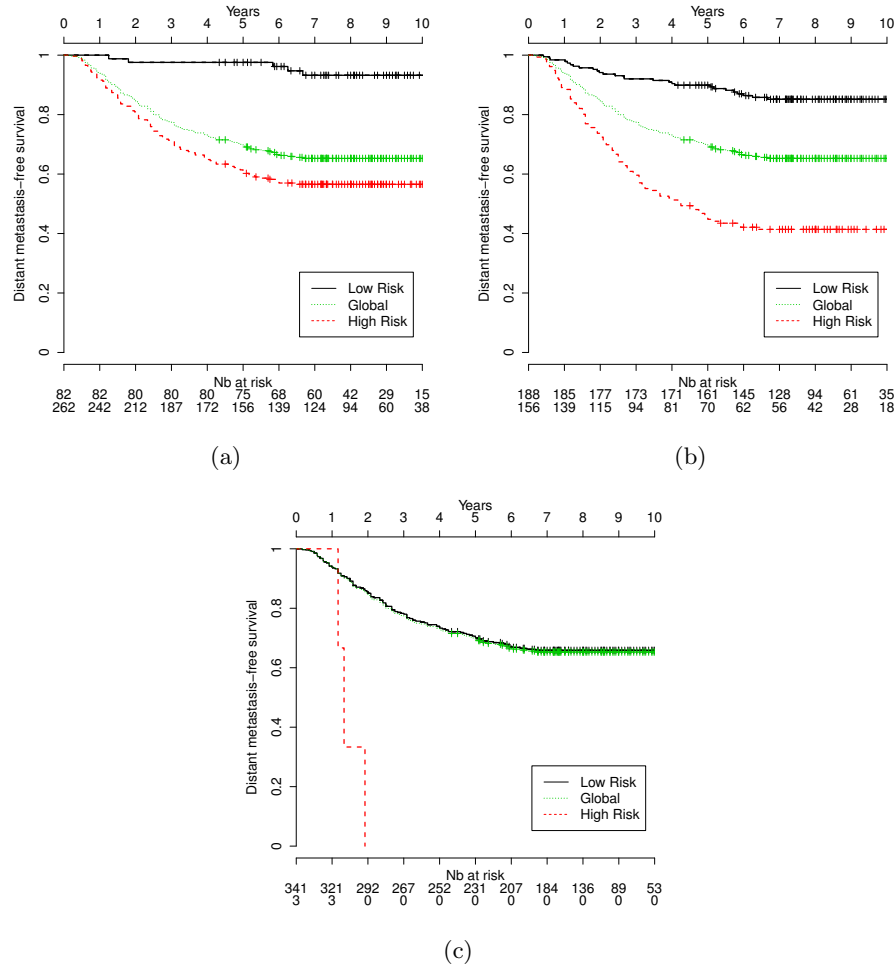 Years
0 1 2 3 4 5 6 7 8 9 10
Distant metastasis−free survival
1
0.8
0.6
0.4
0.2
0
Low Risk
Global
High Risk
Nb at risk
82 82 80 80 80 75 68 60 42 29 15
262 242 212 187 172 156 139 124 94 60 38
(a)
Years
0 1 2 3 4 5 6 7 8 9 10
Distant metastasis−free survival
1
0.8
0.6
0.4
0.2
0
Low Risk
Global
High Risk
Nb at risk
188 185 177 173 171 161 145 128 94 61 35
156 139 115 94 81 70 62 56 42 28 18
(b)
Years
0 1 2 3 4 5 6 7 8 9 10
Distant metastasis−free survival
1
0.8
0.6
0.4
0.2
0
Low Risk
Global
High Risk
Nb at risk
341 321 292 267 252 231 207 184 136 89 53
3 3 0 0 0 0 0 0 0 0 0
(c)